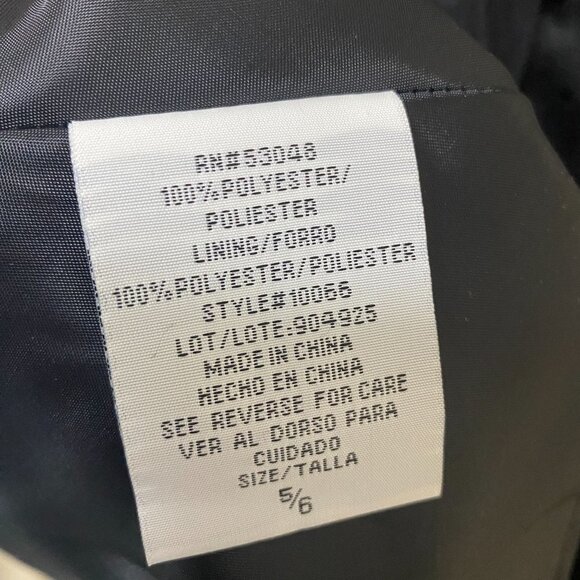 RN#53048
100%POLYESTER/
POLIESTER
LINING/FORRO
100%POLYESTER/POLIESTER
STYLE#10066
LOT/LOTE:904925
MADE IN CHINA
HECHO EN CHINA
SEE REVERSE FOR CARE
VER AL DORSO PARA
CUIDADO
SIZE/TALLA
5/6